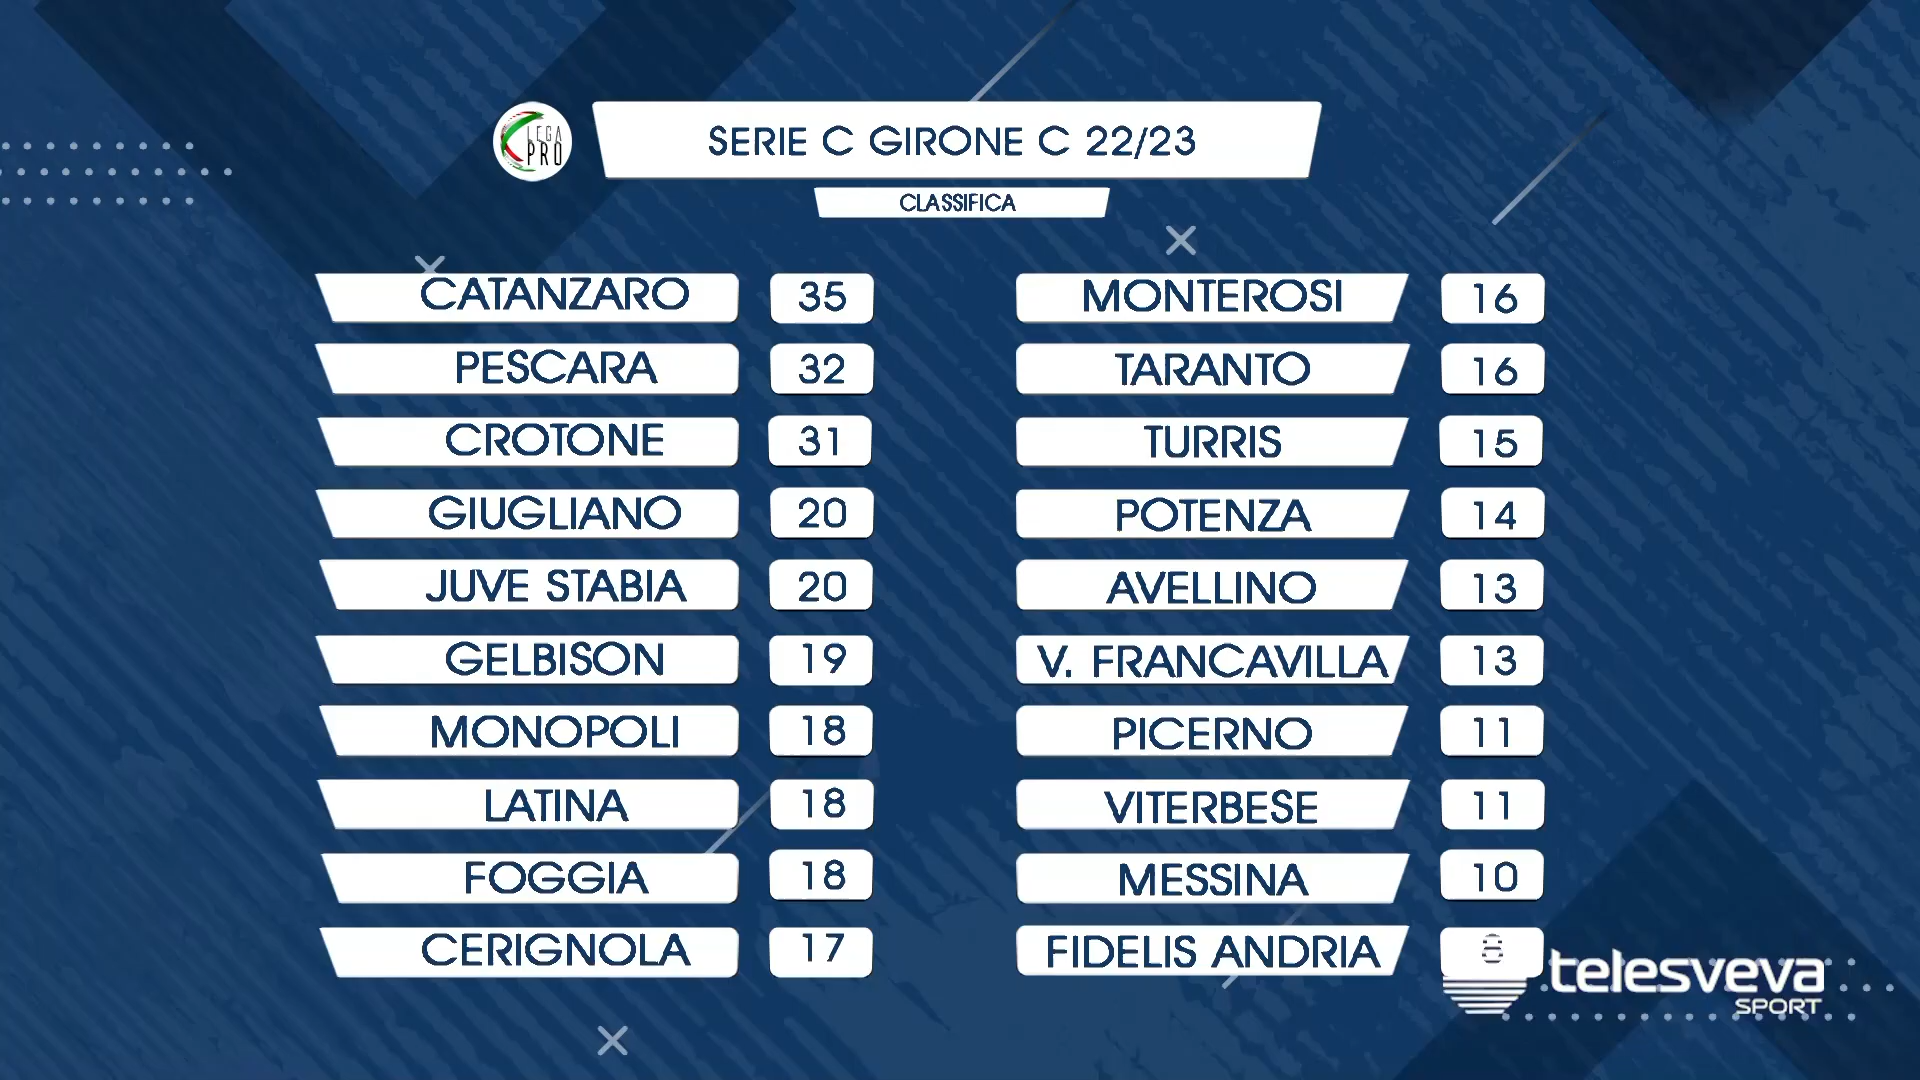 LEGA
PRO
SERIE C GIRONE C 22/23
CLASSIFICA
CATANZARO 35
PESCARA 32
CROTONE 31
GIUGLIANO 20
JUVE STABIA 20
GELBISON 19
MONOPOLI 18
LATINA 18
FOGGIA 18
CERIGNOLA 17
MONTEROSI 16
TARANTO 16
TURRIS 15
POTENZA 14
AVELLINO 13
V. FRANCAVILLA 13
PICERNO 11
VITERBESE 11
MESSINA 10
FIDELIS ANDRIA 8
telesveva
SPORT